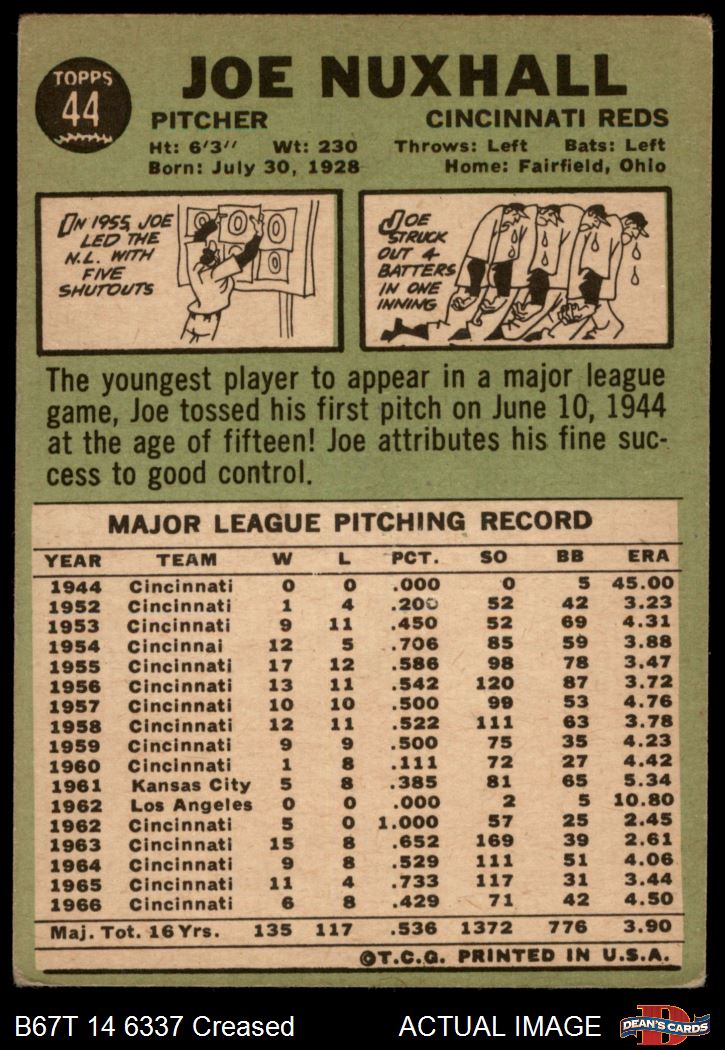 TOPPS
44
JOE NUXHALL
PITCHER CINCINNATI REDS
Ht: 6'3" Wt: 230 Throws: Left Bats: Left
Born: July 30, 1928 Home: Fairfield, Ohio
IN 1955, JOE
LED THE
N.L. WITH
FIVE
SHUTOUTS
0 0 0
0
JOE
STRUCK
OUT 4
BATTERS
IN ONE
INNING
The youngest player to appear in a major league
game, Joe tossed his first pitch on June 10, 1944
at the age of fifteen! Joe attributes his fine suc-
cess to good control.
MAJOR LEAGUE PITCHING RECORD
YEAR TEAM W L PCT. SO BB ERA
1944 Cincinnati 0 0 .000 0 5 45.00
1952 Cincinnati 1 4 .200 52 42 3.23
1953 Cincinnati 9 11 .450 52 69 4.31
1954 Cincinnai 12 5 .706 85 59 3.88
1955 Cincinnati 17 12 .586 98 78 3.47
1956 Cincinnati 13 11 .542 120 87 3.72
1957 Cincinnati 10 10 .500 99 53 4.76
1958 Cincinnati 12 11 .522 111 63 3.78
1959 Cincinnati 9 9 .500 75 35 4.23
1960 Cincinnati 1 8 .111 72 27 4.42
1961 Kansas City 5 8 .385 81 65 5.34
1962 Los Angeles 0 0 .000 2 5 10.80
1962 Cincinnati 5 0 1.000 57 25 2.45
1963 Cincinnati 15 8 .652 169 39 2.61
1964 Cincinnati 9 8 .529 111 51 4.06
1965 Cincinnati 11 4 .733 117 31 3.44
1966 Cincinnati 6 8 .429 71 42 4.50
Maj. Tot. 16 Yrs. 135 117 .536 1372 776 3.90
©T.C.G. PRINTED IN U.S.A.
B67T 14 6337 Creased ACTUAL IMAGE
D
DEAN'S CARDS